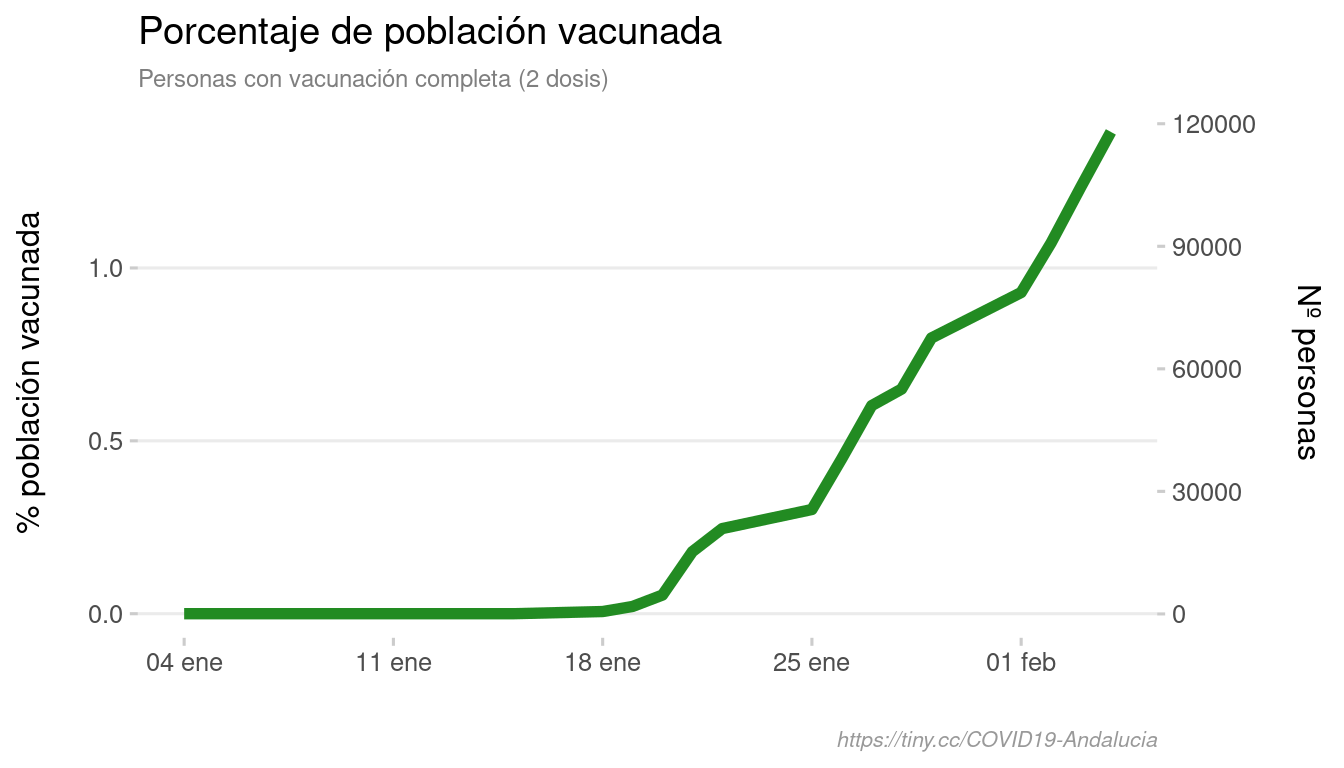 Porcentaje de población vacunada
Personas con vacunación completa (2 dosis)
% población vacunada
1.0
0.5
0.0
120000
90000
60000
30000
0
Nº personas
04 ene
11 ene
18 ene
25 ene
01 feb
https://tiny.cc/COVID19-Andalucia